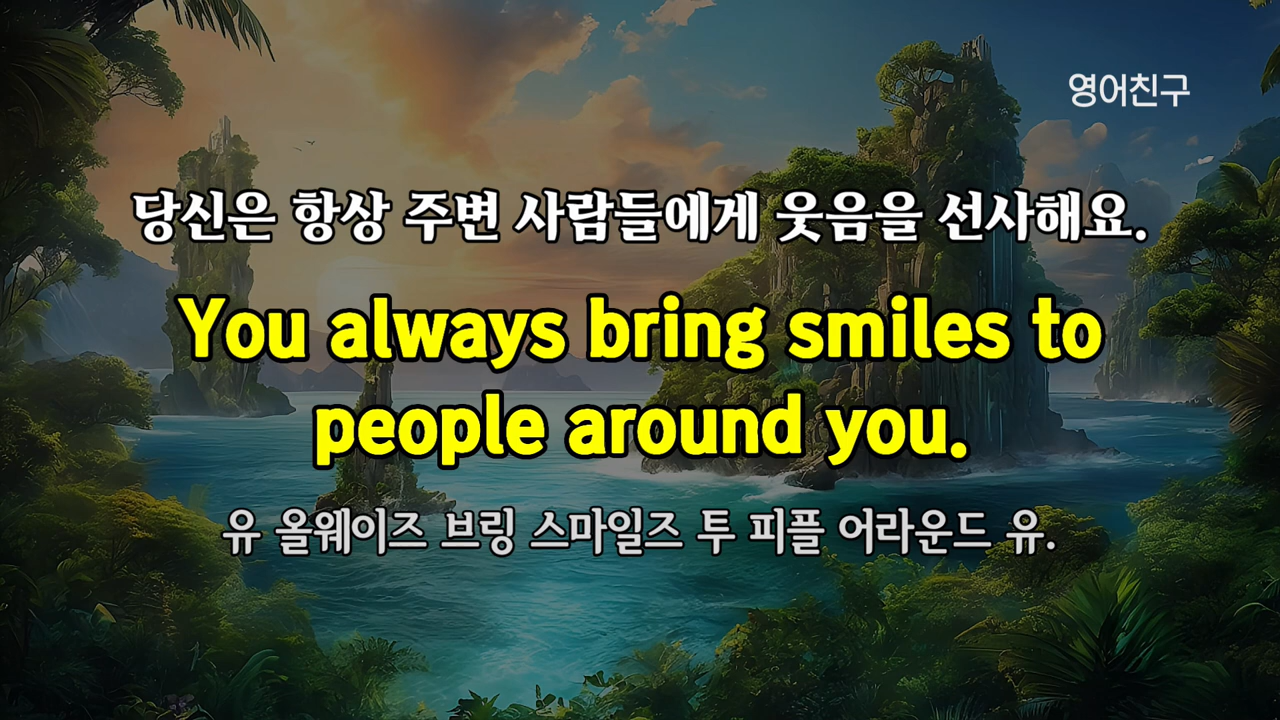 영어친구
당신은 항상 주변 사람들에게 웃음을 선사해요.
You always bring smiles to
people around you.
유 올웨이즈 브링 스마일즈 투 피플 어라운드 유.